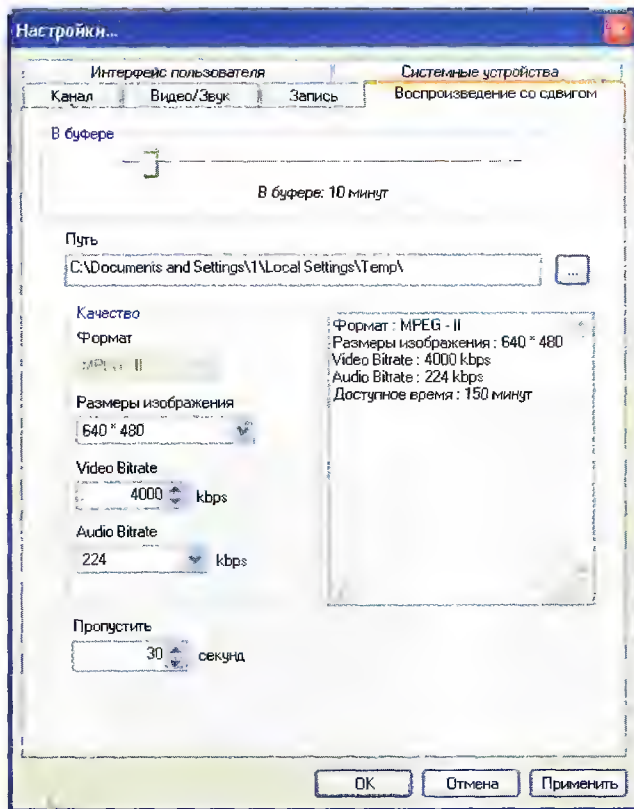 Настройки...
Интерфейс пользователя
Системные устройства
Канал
Видео/Звук
Запись
Воспроизведение со сдвигом
В буфере
В буфере: 10 минут
Путь
C:\Documents and Settings\1\Local Settings\Temp\
...
Качество
Формат
MPEG - II
Размеры изображения
640 * 480
Video Bitrate
4000 kbps
Audio Bitrate
224 kbps
Формат : MPEG - II
Размеры изображения : 640 * 480
Video Bitrate : 4000 kbps
Audio Bitrate : 224 kbps
Доступное время : 150 минут
Пропустить
30 секунд
OK
Отмена
Применить